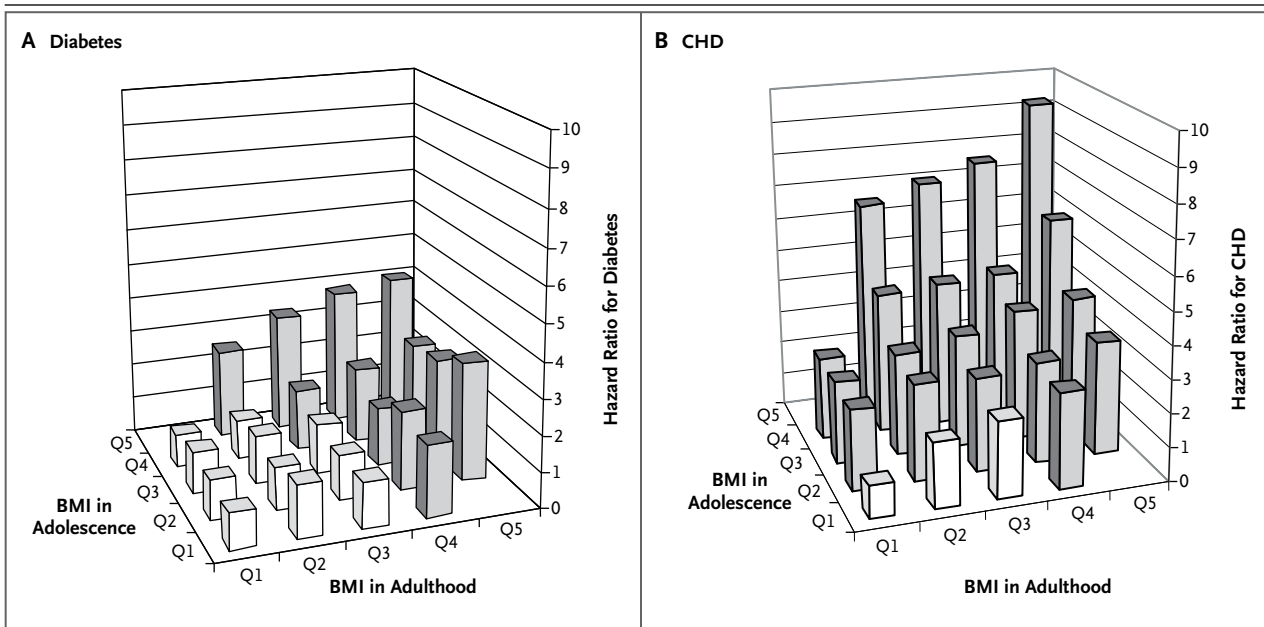 A Diabetes
10
9
8
7
6
5
4
3
2
1
0
Hazard Ratio for Diabetes
Q5
Q4
Q3
Q2
Q1
BMI in
Adolescence
Q1
Q2
Q3
Q4
Q5
BMI in Adulthood
B CHD
10
9
8
7
6
5
4
3
2
1
0
Hazard Ratio for CHD
Q5
Q4
Q3
Q2
Q1
BMI in
Adolescence
Q1
Q2
Q3
Q4
Q5
BMI in Adulthood